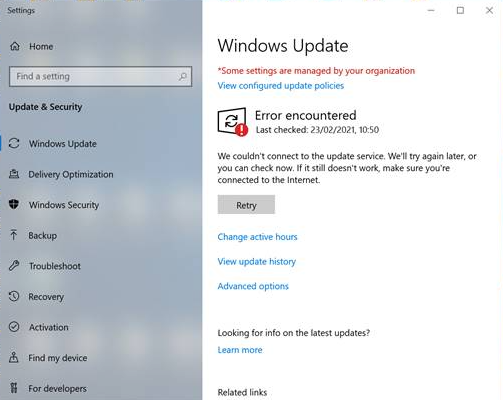 Settings
Home
Find a setting
Update & Security
Windows Update
Delivery Optimization
Windows Security
Backup
Troubleshoot
Recovery
Activation
Find my device
For developers
Windows Update
*Some settings are managed by your organization
View configured update policies
Error encountered
Last checked: 23/02/2021, 10:50
We couldn't connect to the update service. We'll try again later, or
you can check now. If it still doesn't work, make sure you're
connected to the Internet.
Retry
Change active hours
View update history
Advanced options
Looking for info on the latest updates?
Learn more
Related links